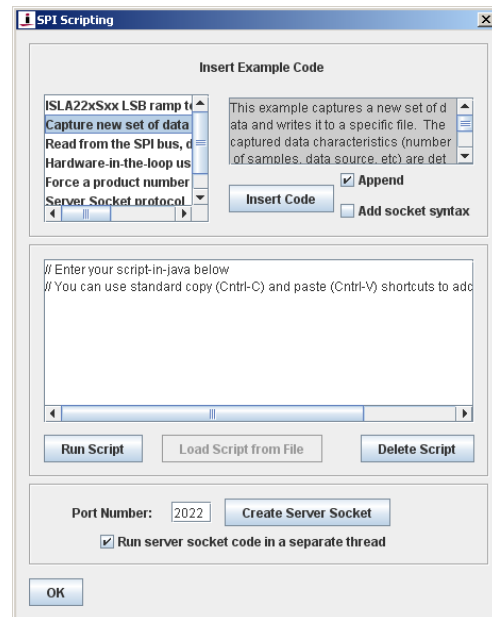 SPI Scripting
Insert Example Code
ISLA22xSxx LSB ramp t
Capture new set of data
Read from the SPI bus, d
Hardware-in-the-loop us
Force a product number
Server Socket protocol
This example captures a new set of d
ata and writes it to a specific file. The
captured data characteristics (number
of samples, data source, etc) are det
Append
Insert Code
Add socket syntax
// Enter your script-in-java below
// You can use standard copy (Cntrl-C) and paste (Cntrl-V) shortcuts to add
Run Script
Load Script from File
Delete Script
Port Number:
2022
Create Server Socket
Run server socket code in a separate thread
OK